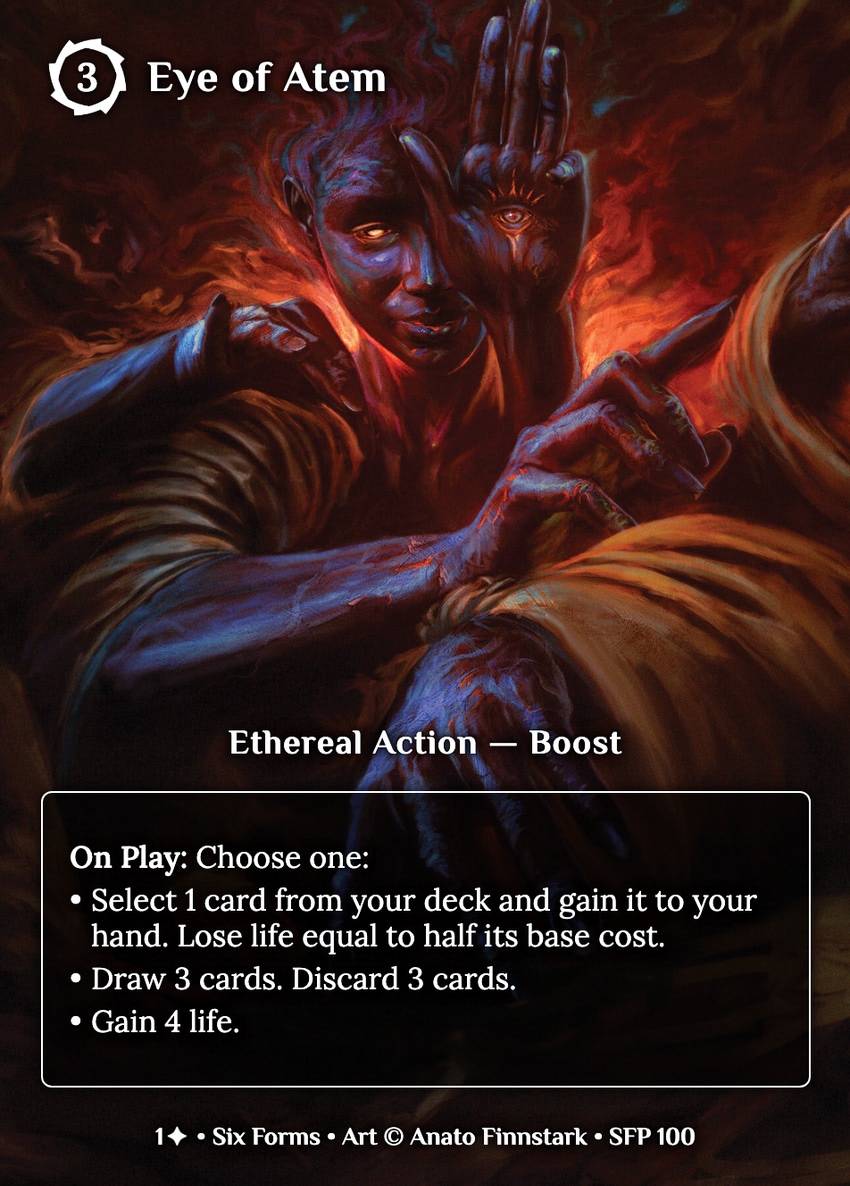 3 Eye of Atem
Ethereal Action — Boost
On Play: Choose one:
• Select 1 card from your deck and gain it to your
hand. Lose life equal to half its base cost.
• Draw 3 cards. Discard 3 cards.
• Gain 4 life.
1✦ • Six Forms • Art © Anato Finnstark • SFP 100